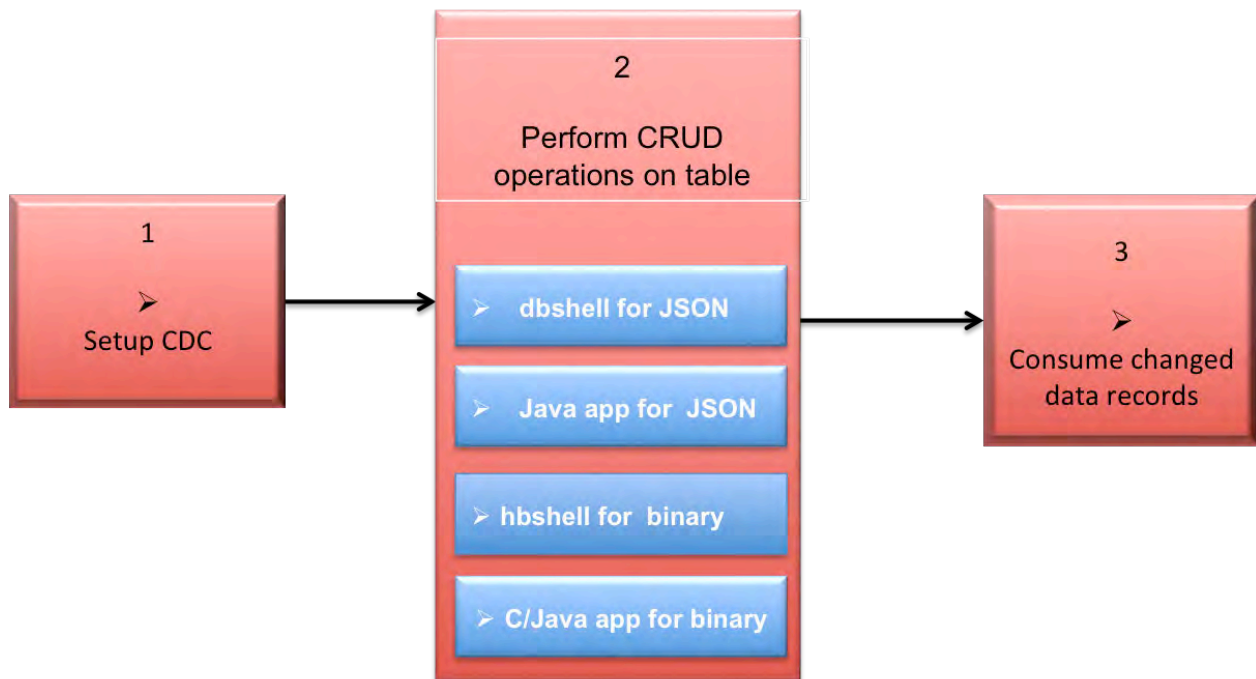 1
➢
Setup CDC
2
Perform CRUD
operations on table
➢ dbshell for JSON
➢ Java app for JSON
➢ hbshell for binary
➢ C/Java app for binary
3
➢
Consume changed
data records